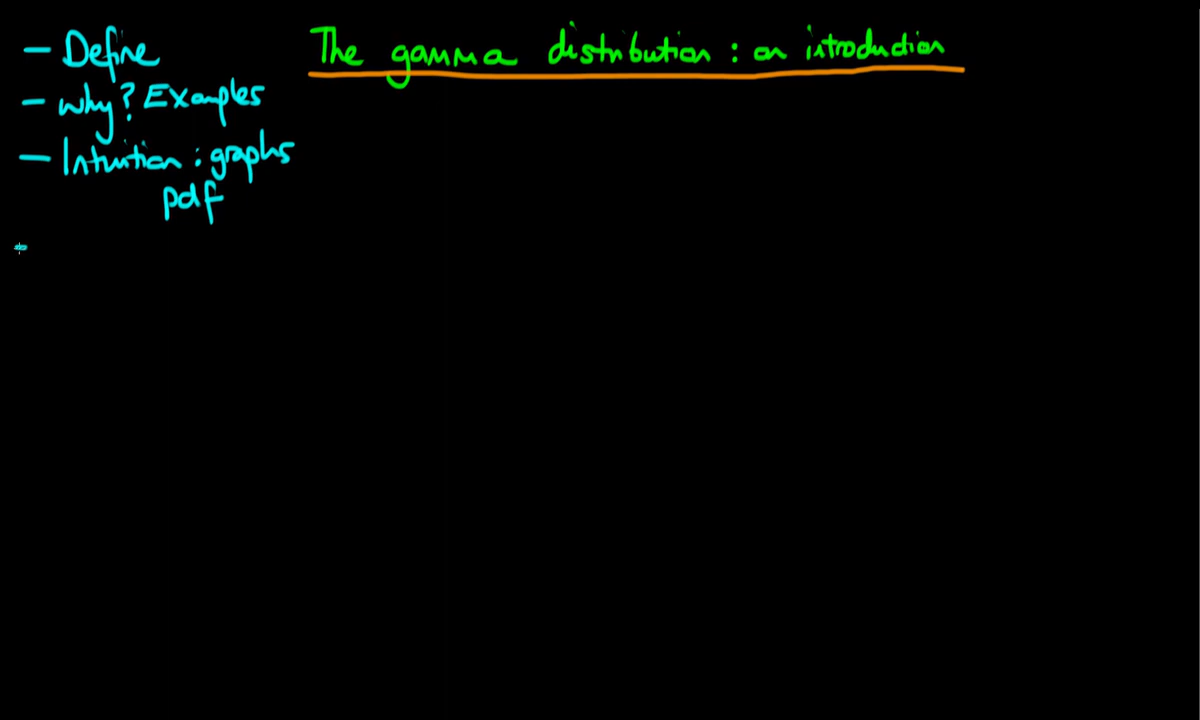 The gamma distribution : an introduction
- Define
- why? Examples
- Intuition : graphs
pdf